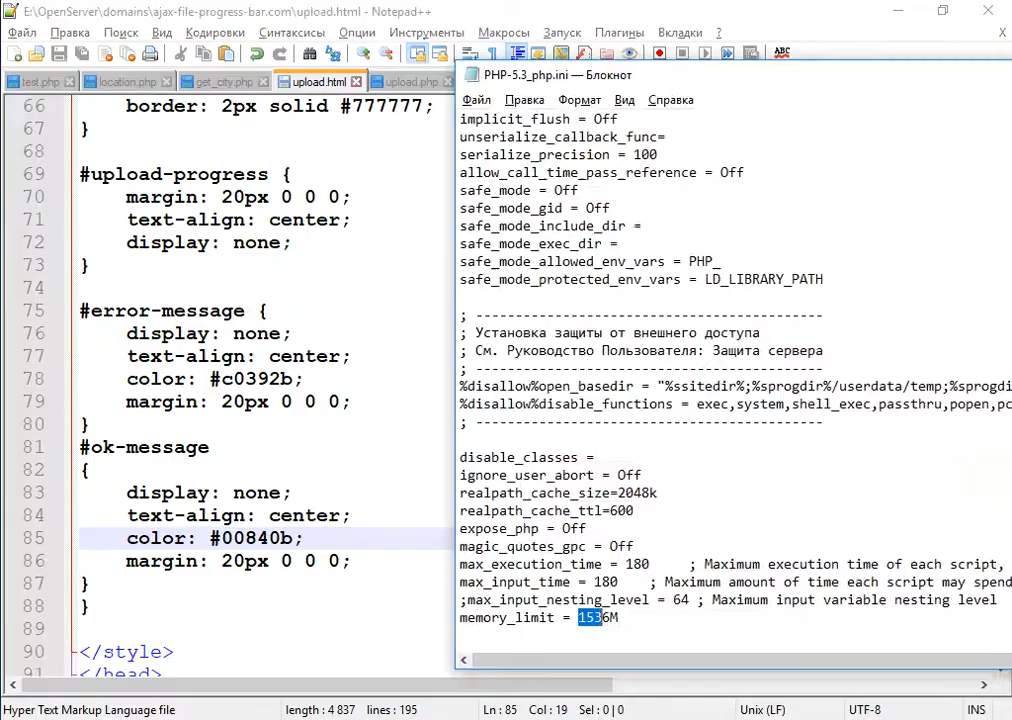 E:\OpenServer\domains\ajax-file-progress-bar.com\upload.html - Notepad++
Файл Правка Поиск Вид Кодировки Синтаксисы Опции Инструменты Макросы Запуск Плагины Вкладки ? X
ABC
test.php location.php get_city.php upload.html upload.php
66 border: 2px solid #777777;
67 }
68
69 #upload-progress {
70 margin: 20px 0 0 0;
71 text-align: center;
72 display: none;
73 }
74
75 #error-message {
76 display: none;
77 text-align: center;
78 color: #c0392b;
79 margin: 20px 0 0 0;
80 }
81 #ok-message
82 {
83 display: none;
84 text-align: center;
85 color: #00840b;
86 margin: 20px 0 0 0;
87 }
88 }
89
90 </style>
91 </head>
PHP-5.3_php.ini — Блокнот
Файл Правка Формат Вид Справка
implicit_flush = Off
unserialize_callback_func=
serialize_precision = 100
allow_call_time_pass_reference = Off
safe_mode = Off
safe_mode_gid = Off
safe_mode_include_dir =
safe_mode_exec_dir =
safe_mode_allowed_env_vars = PHP_
safe_mode_protected_env_vars = LD_LIBRARY_PATH
; -----------------------------------------
; Установка защиты от внешнего доступа
; См. Руководство Пользователя: Защита сервера
; -----------------------------------------
%disallow%open_basedir = "%ssitedir%;%sprogdir%/userdata/temp;%sprogdi
%disallow%disable_functions = exec,system,shell_exec,passthru,popen,pc
; -----------------------------------------
disable_classes =
ignore_user_abort = Off
realpath_cache_size=2048k
realpath_cache_ttl=600
expose_php = Off
magic_quotes_gpc = Off
max_execution_time = 180 ; Maximum execution time of each script,
max_input_time = 180 ; Maximum amount of time each script may spend
;max_input_nesting_level = 64 ; Maximum input variable nesting level
memory_limit = 1536M
Hyper Text Markup Language file length : 4 837 lines : 195 Ln : 85 Col : 19 Sel : 0 | 0 Unix (LF) UTF-8 INS